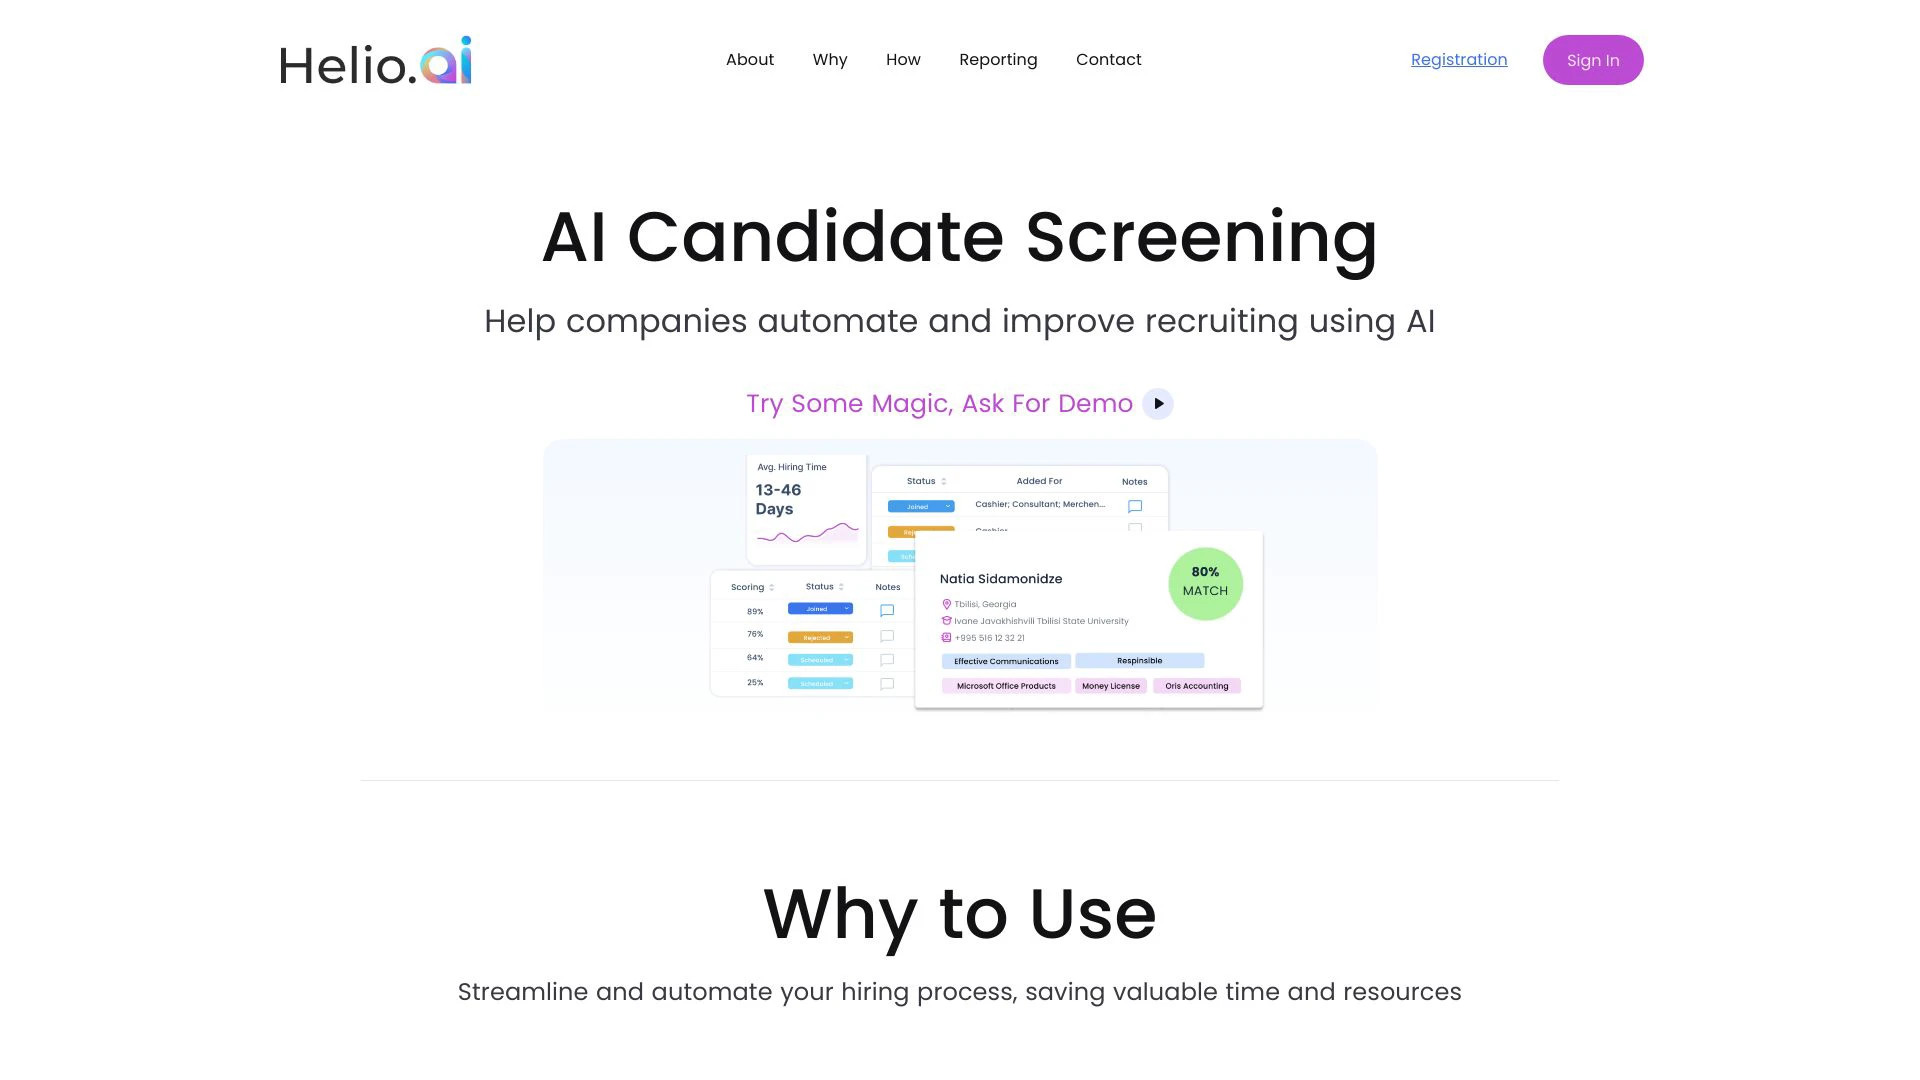 Helio.ai
About Why How Reporting Contact
Registration
Sign In
AI Candidate Screening
Help companies automate and improve recruiting using AI
Try Some Magic, Ask For Demo
Avg. Hiring Time
13-46
Days
Status Added For Notes
Joined Cashier; Consultant; Merchen...
Scoring Status Notes
89% Joined
76% Rejected
64% Scheduled
25% Scheduled
Natia Sidamonidze
80%
MATCH
Tbilisi, Georgia
Ivane Javakhishvili Tbilisi State University
+995 516 12 32 21
Effective Communications Respinsible
Microsoft Office Products Money License Oris Accounting
Why to Use
Streamline and automate your hiring process, saving valuable time and resources